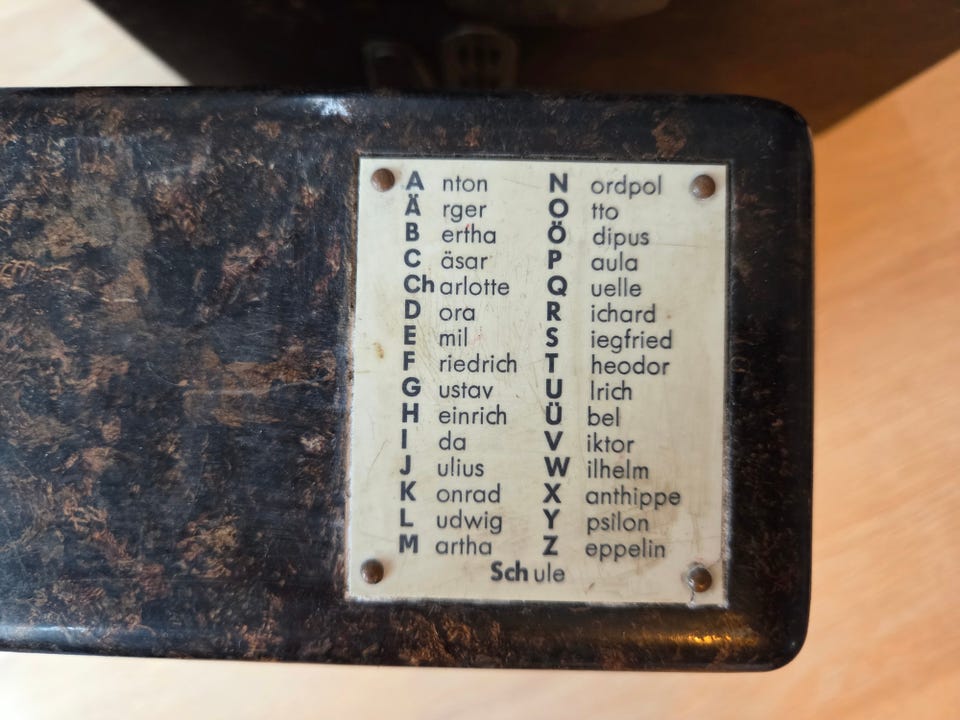 A nton
Ä rger
B ertha
C äsar
Ch arlotte
D ora
E mil
F riedrich
G ustav
H einrich
I da
J ulius
K onrad
L udwig
M artha
N ordpol
O tto
Ö dipus
P aula
Q uelle
R ichard
S iegfried
T heodor
U lrich
Ü bel
V iktor
W ilhelm
X anthippe
Y psilon
Z eppelin
Sch ule